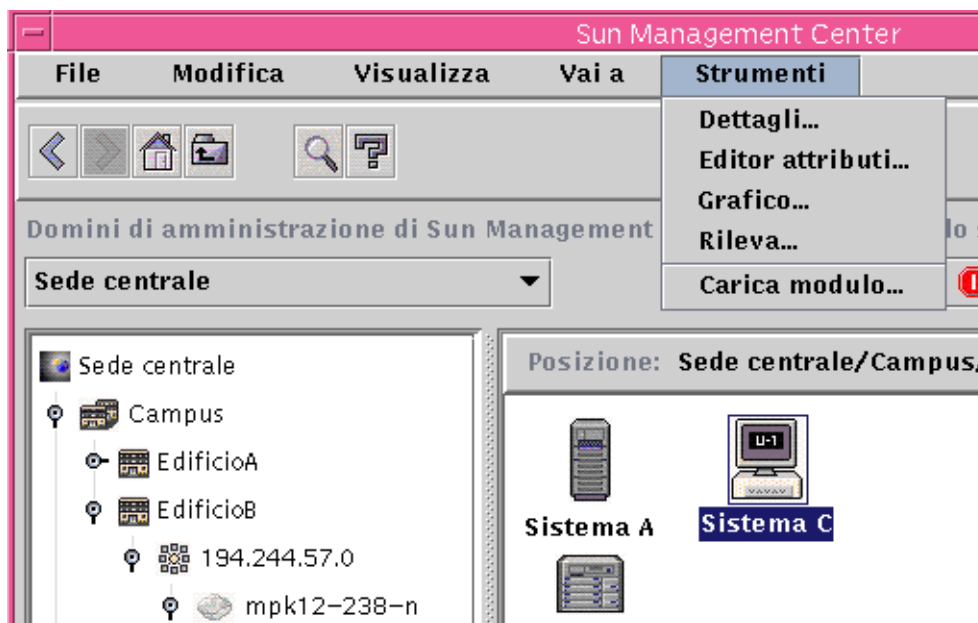 Sun Management Center
File Modifica Visualizza Vai a Strumenti
Dettagli...
Editor attributi...
Grafico...
Rileva...
Carica modulo...
Domini di amministrazione di Sun Management
Sede centrale
Sede centrale
Campus
EdificioA
EdificioB
194.244.57.0
mpk12-238-n
Posizione: Sede centrale/Campus/
U-1
Sistema A
Sistema C